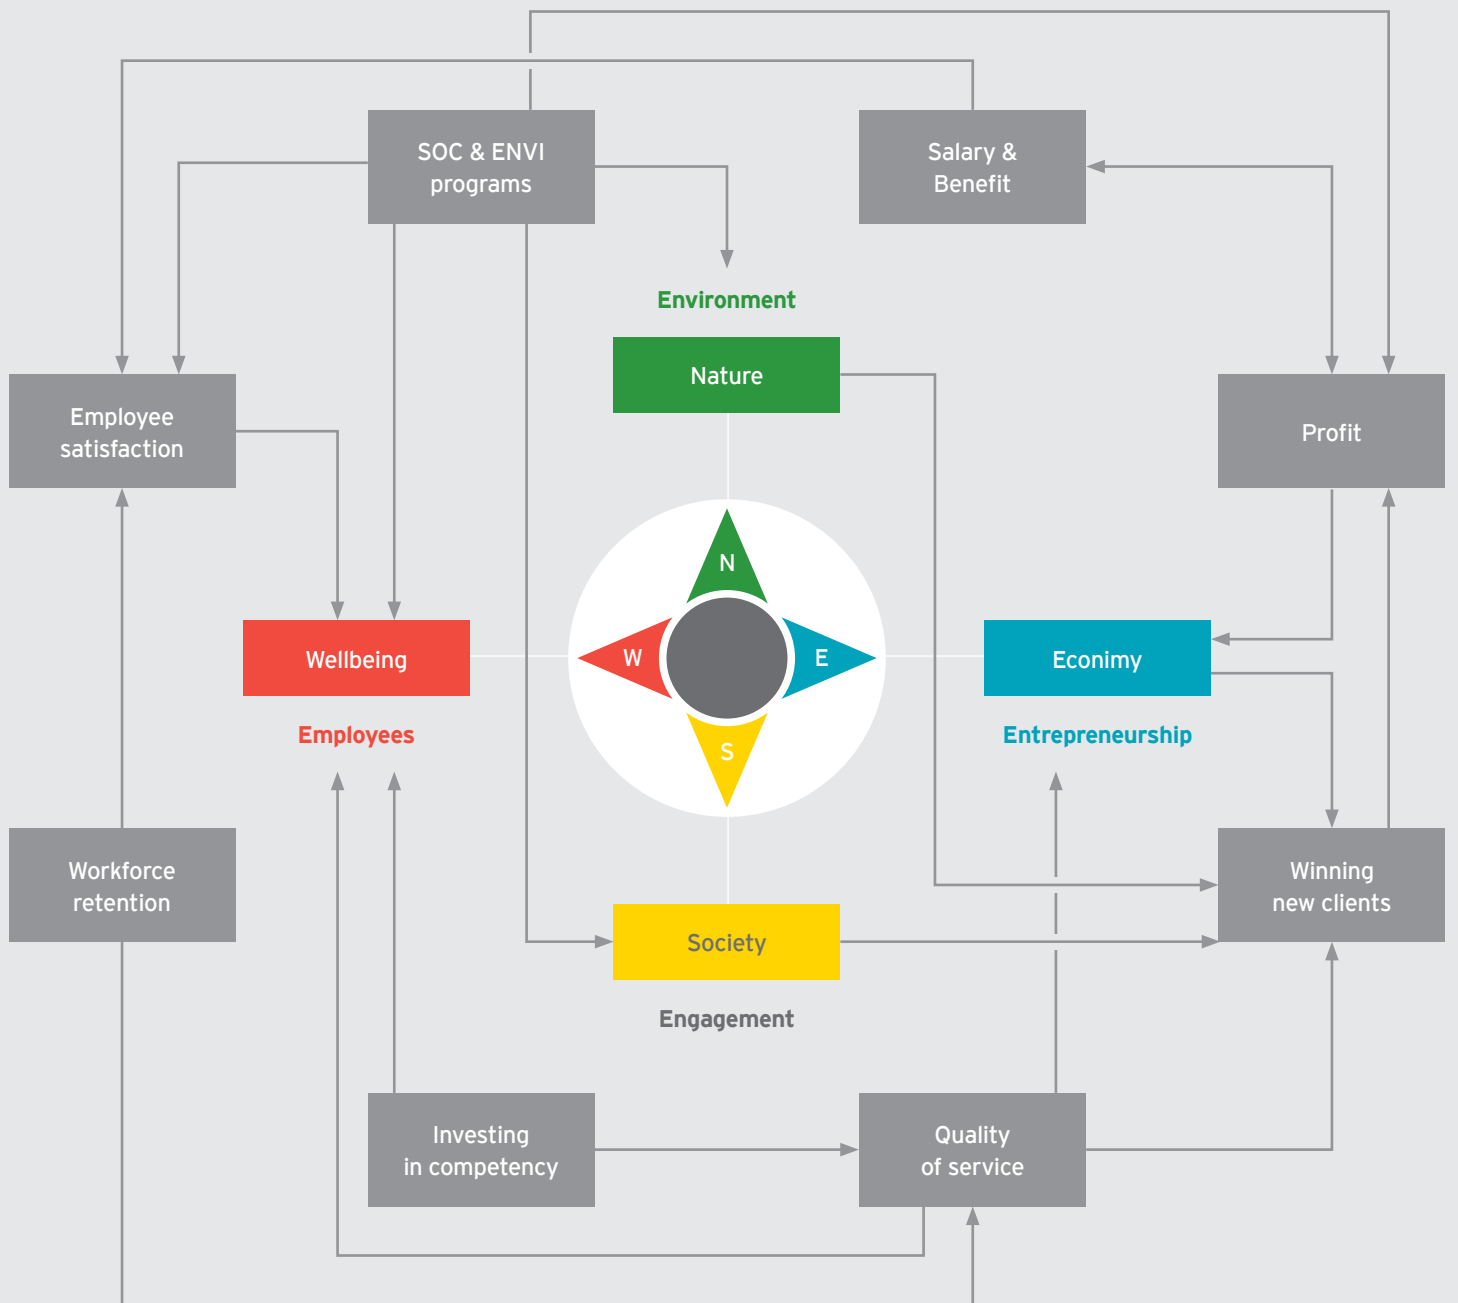 SOC & ENVI
programs
Salary &
Benefit
Environment
Nature
Employee
satisfaction
Profit
N
W
E
S
Wellbeing
Employees
Econimy
Entrepreneurship
Workforce
retention
Winning
new clients
Society
Engagement
Investing
in competency
Quality
of service